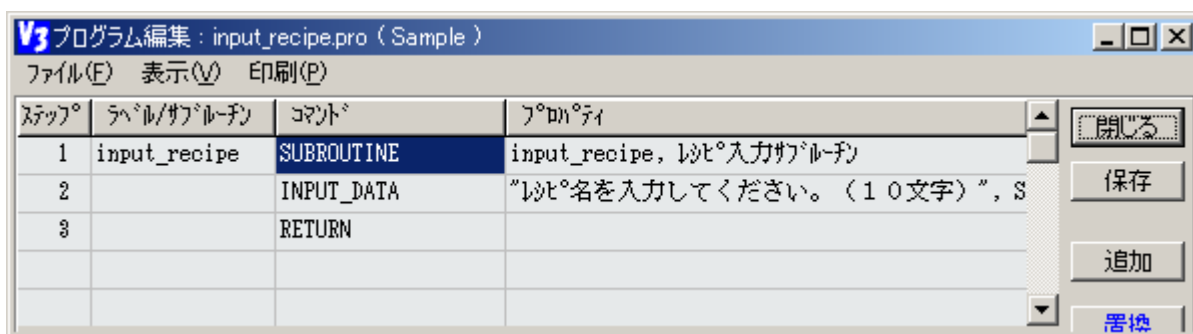 V3 プログラム編集：input_recipe.pro（Sample）
ファイル(F) 表示(V) 印刷(P)
ｽﾃｯﾌﾟ ﾗﾍﾞﾙ/ｻﾌﾞﾙｰﾁﾝ ｺﾏﾝﾄﾞ ﾌﾟﾛﾊﾟﾃｨ
閉じる
1 input_recipe SUBROUTINE input_recipe, ﾚｼﾋﾟ入力ｻﾌﾞﾙｰﾁﾝ
2 INPUT_DATA "ﾚｼﾋﾟ名を入力してください。（１０文字）", S
保存
3 RETURN
追加
置換